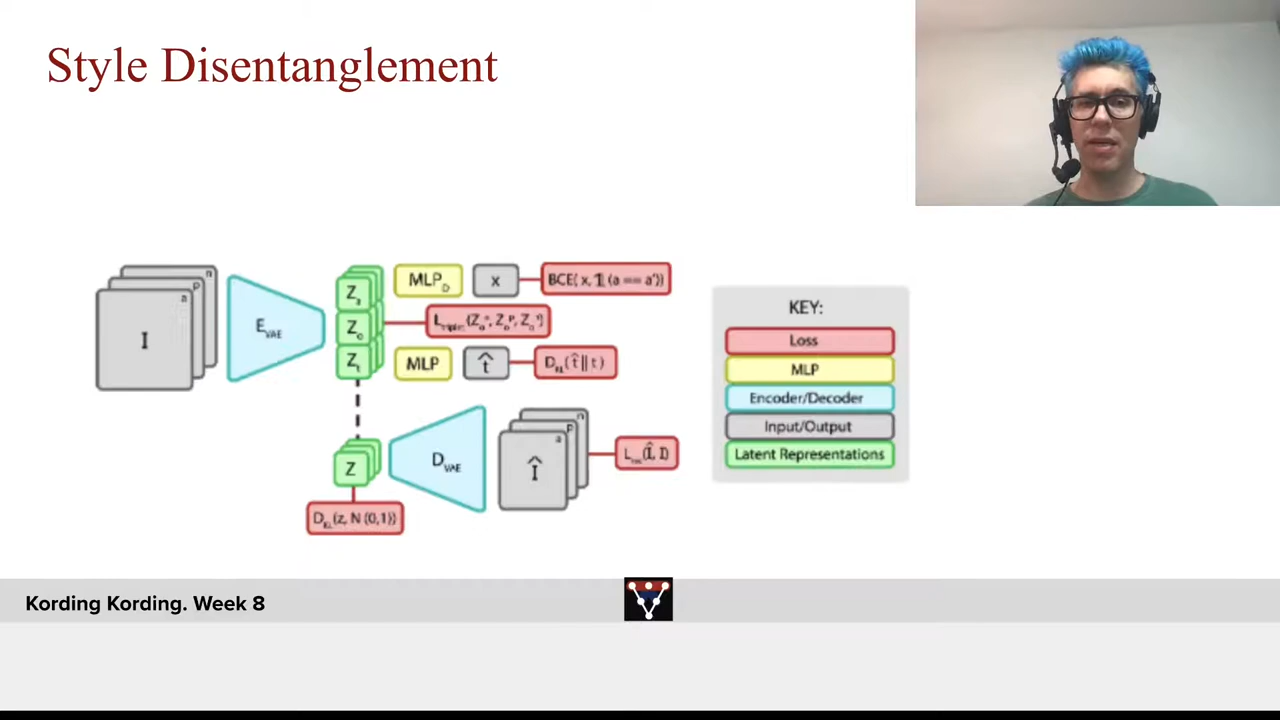 Style Disentanglement
n
p
a
I
E_VAE
Z_s
Z_o
Z_t
MLP_D
x
BCE( x, 𝟙 (a == a'))
MLP
^t
D_KL(t̂ || t)
Z
D_VAE
n
p
a
Î
L_rec(Î, I)
D_KL(z, N (0,1))
KEY:
Loss
MLP
Encoder/Decoder
Input/Output
Latent Representations
Kording Kording. Week 8